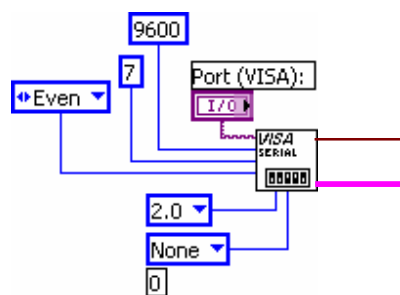 9600
7
Port (VISA):
Even
I/O
VISA
SERIAL
2.0
None
0